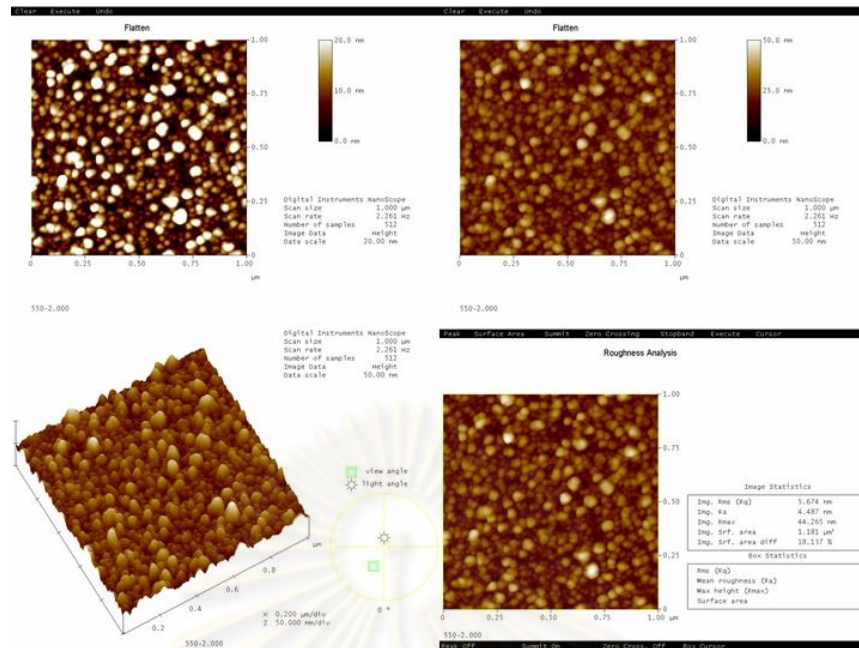 Clear Execute Undo
Flatten
20.0 nm
10.0 nm
0.0 nm
1.00
0.75
0.50
0.25
0
0 0.25 0.50 0.75 1.00
µm
Digital Instruments NanoScope
Scan size 1.000 µm
Scan rate 2.261 Hz
Number of samples 512
Image Data Height
Data scale 20.00 nm
550-2.000
Clear Execute Undo
Flatten
50.0 nm
25.0 nm
0.0 nm
1.00
0.75
0.50
0.25
0
0 0.25 0.50 0.75 1.00
µm
Digital Instruments NanoScope
Scan size 1.000 µm
Scan rate 2.261 Hz
Number of samples 512
Image Data Height
Data scale 50.00 nm
550-2.000
Digital Instruments NanoScope
Scan size 1.000 µm
Scan rate 2.261 Hz
Number of samples 512
Image Data Height
Data scale 50.00 nm
view angle
light angle
0 °
µm
0.8
0.6
0.4
0.2
X 0.200 µm/div
Z 50.000 nm/div
550-2.000
Peak Surface Area Summit Zero Crossing Stopband Execute Cursor
Roughness Analysis
1.00
0.75
0.50
0.25
0
0 0.25 0.50 0.75 1.00
µm
Image Statistics
Img. Rms (Rq) 5.674 nm
Img. Ra 4.487 nm
Img. Rmax 44.265 nm
Img. Srf. area 1.181 µm²
Img. Srf. area diff 18.137 %
Box Statistics
Rms (Rq)
Mean roughness (Ra)
Max height (Rmax)
Surface area
550-2.000
Peak Off Summit On Zero Cross. Off Box Cursor